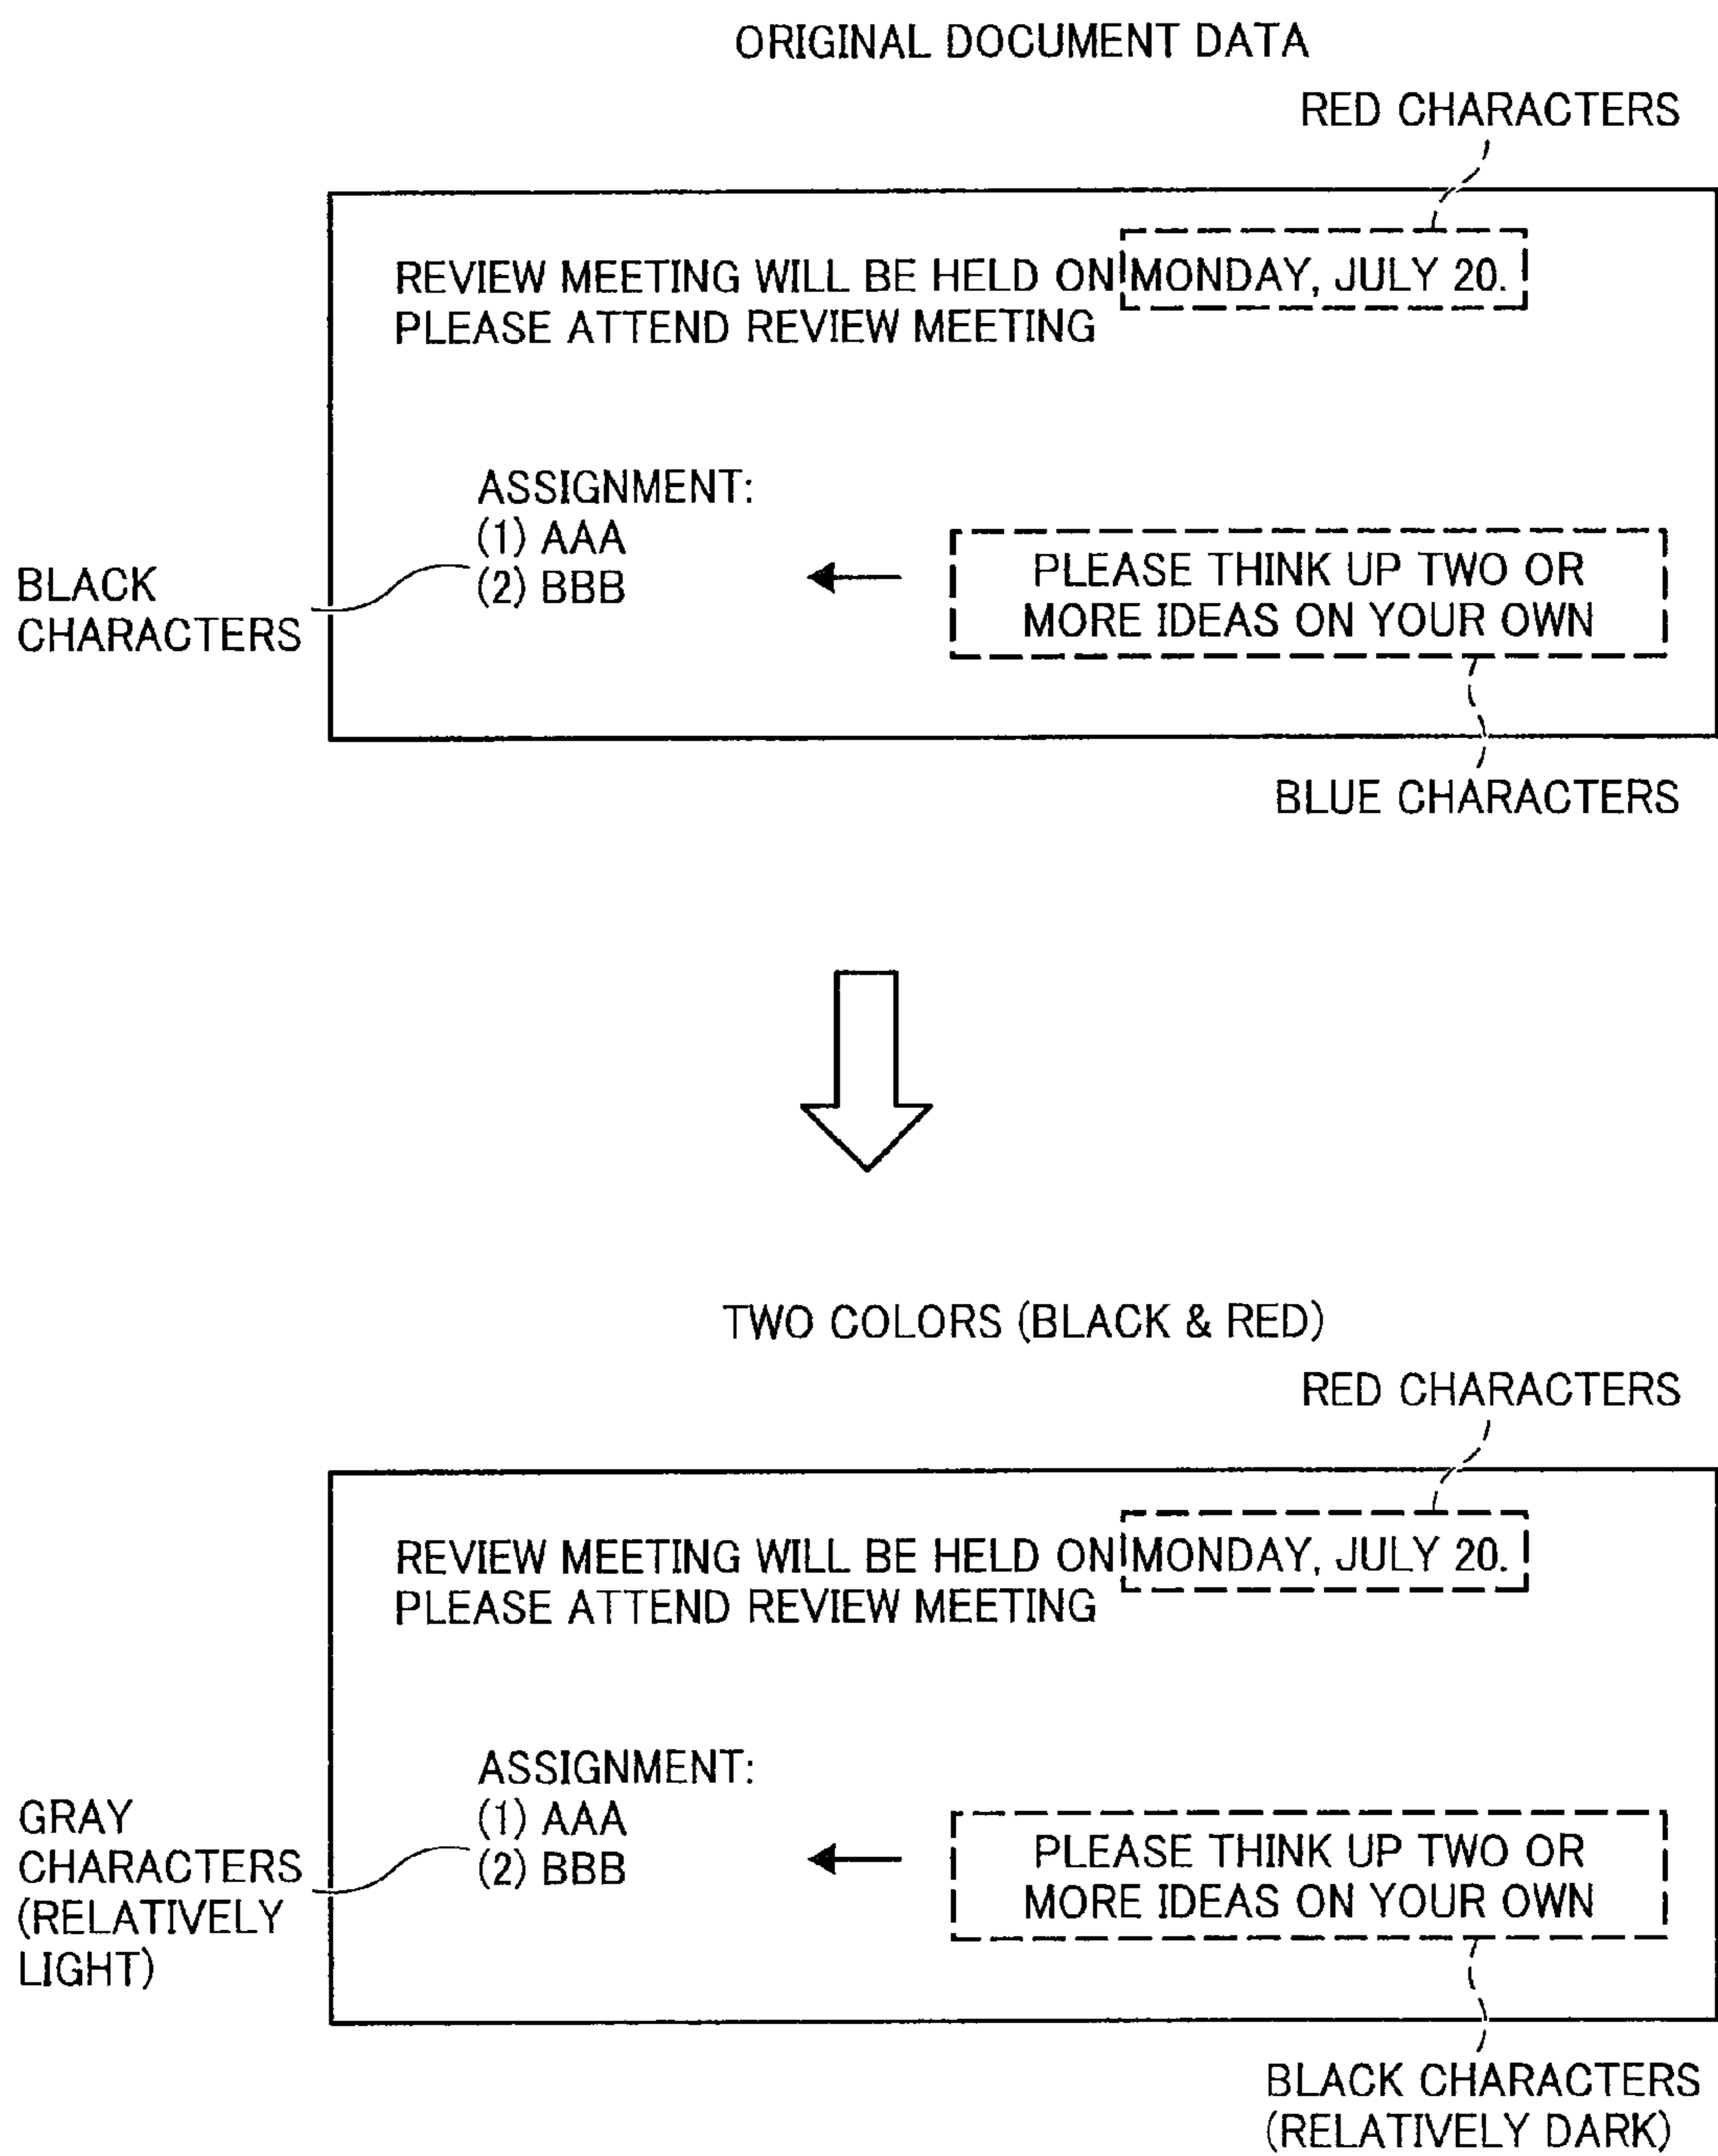 ORIGINAL DOCUMENT DATA
RED CHARACTERS
REVIEW MEETING WILL BE HELD ON MONDAY, JULY 20.
PLEASE ATTEND REVIEW MEETING
ASSIGNMENT:
(1) AAA
(2) BBB
PLEASE THINK UP TWO OR
MORE IDEAS ON YOUR OWN
BLACK
CHARACTERS
BLUE CHARACTERS
TWO COLORS (BLACK & RED)
RED CHARACTERS
REVIEW MEETING WILL BE HELD ON MONDAY, JULY 20.
PLEASE ATTEND REVIEW MEETING
ASSIGNMENT:
(1) AAA
(2) BBB
PLEASE THINK UP TWO OR
MORE IDEAS ON YOUR OWN
GRAY
CHARACTERS
(RELATIVELY
LIGHT)
BLACK CHARACTERS
(RELATIVELY DARK)